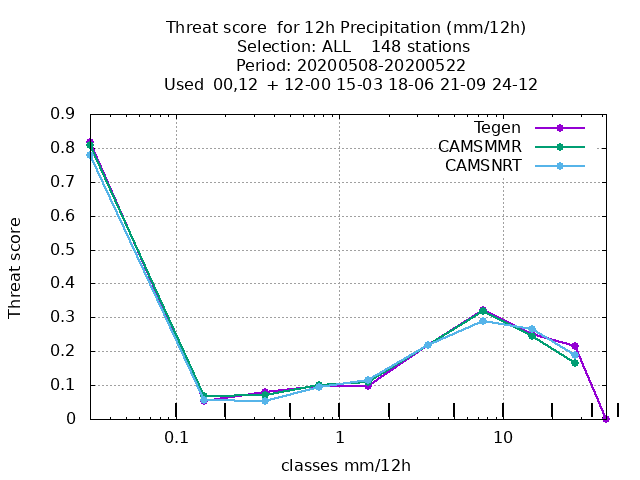 Threat score  for 12h Precipitation (mm/12h)
Selection: ALL    148 stations
Period: 20200508-20200522
Used  00,12  + 12-00 15-03 18-06 21-09 24-12
Tegen
CAMSMMR
CAMSNRT
0.9
0.8
0.7
0.6
0.5
0.4
0.3
0.2
0.1
0
Threat score
0.1 1 10
classes mm/12h